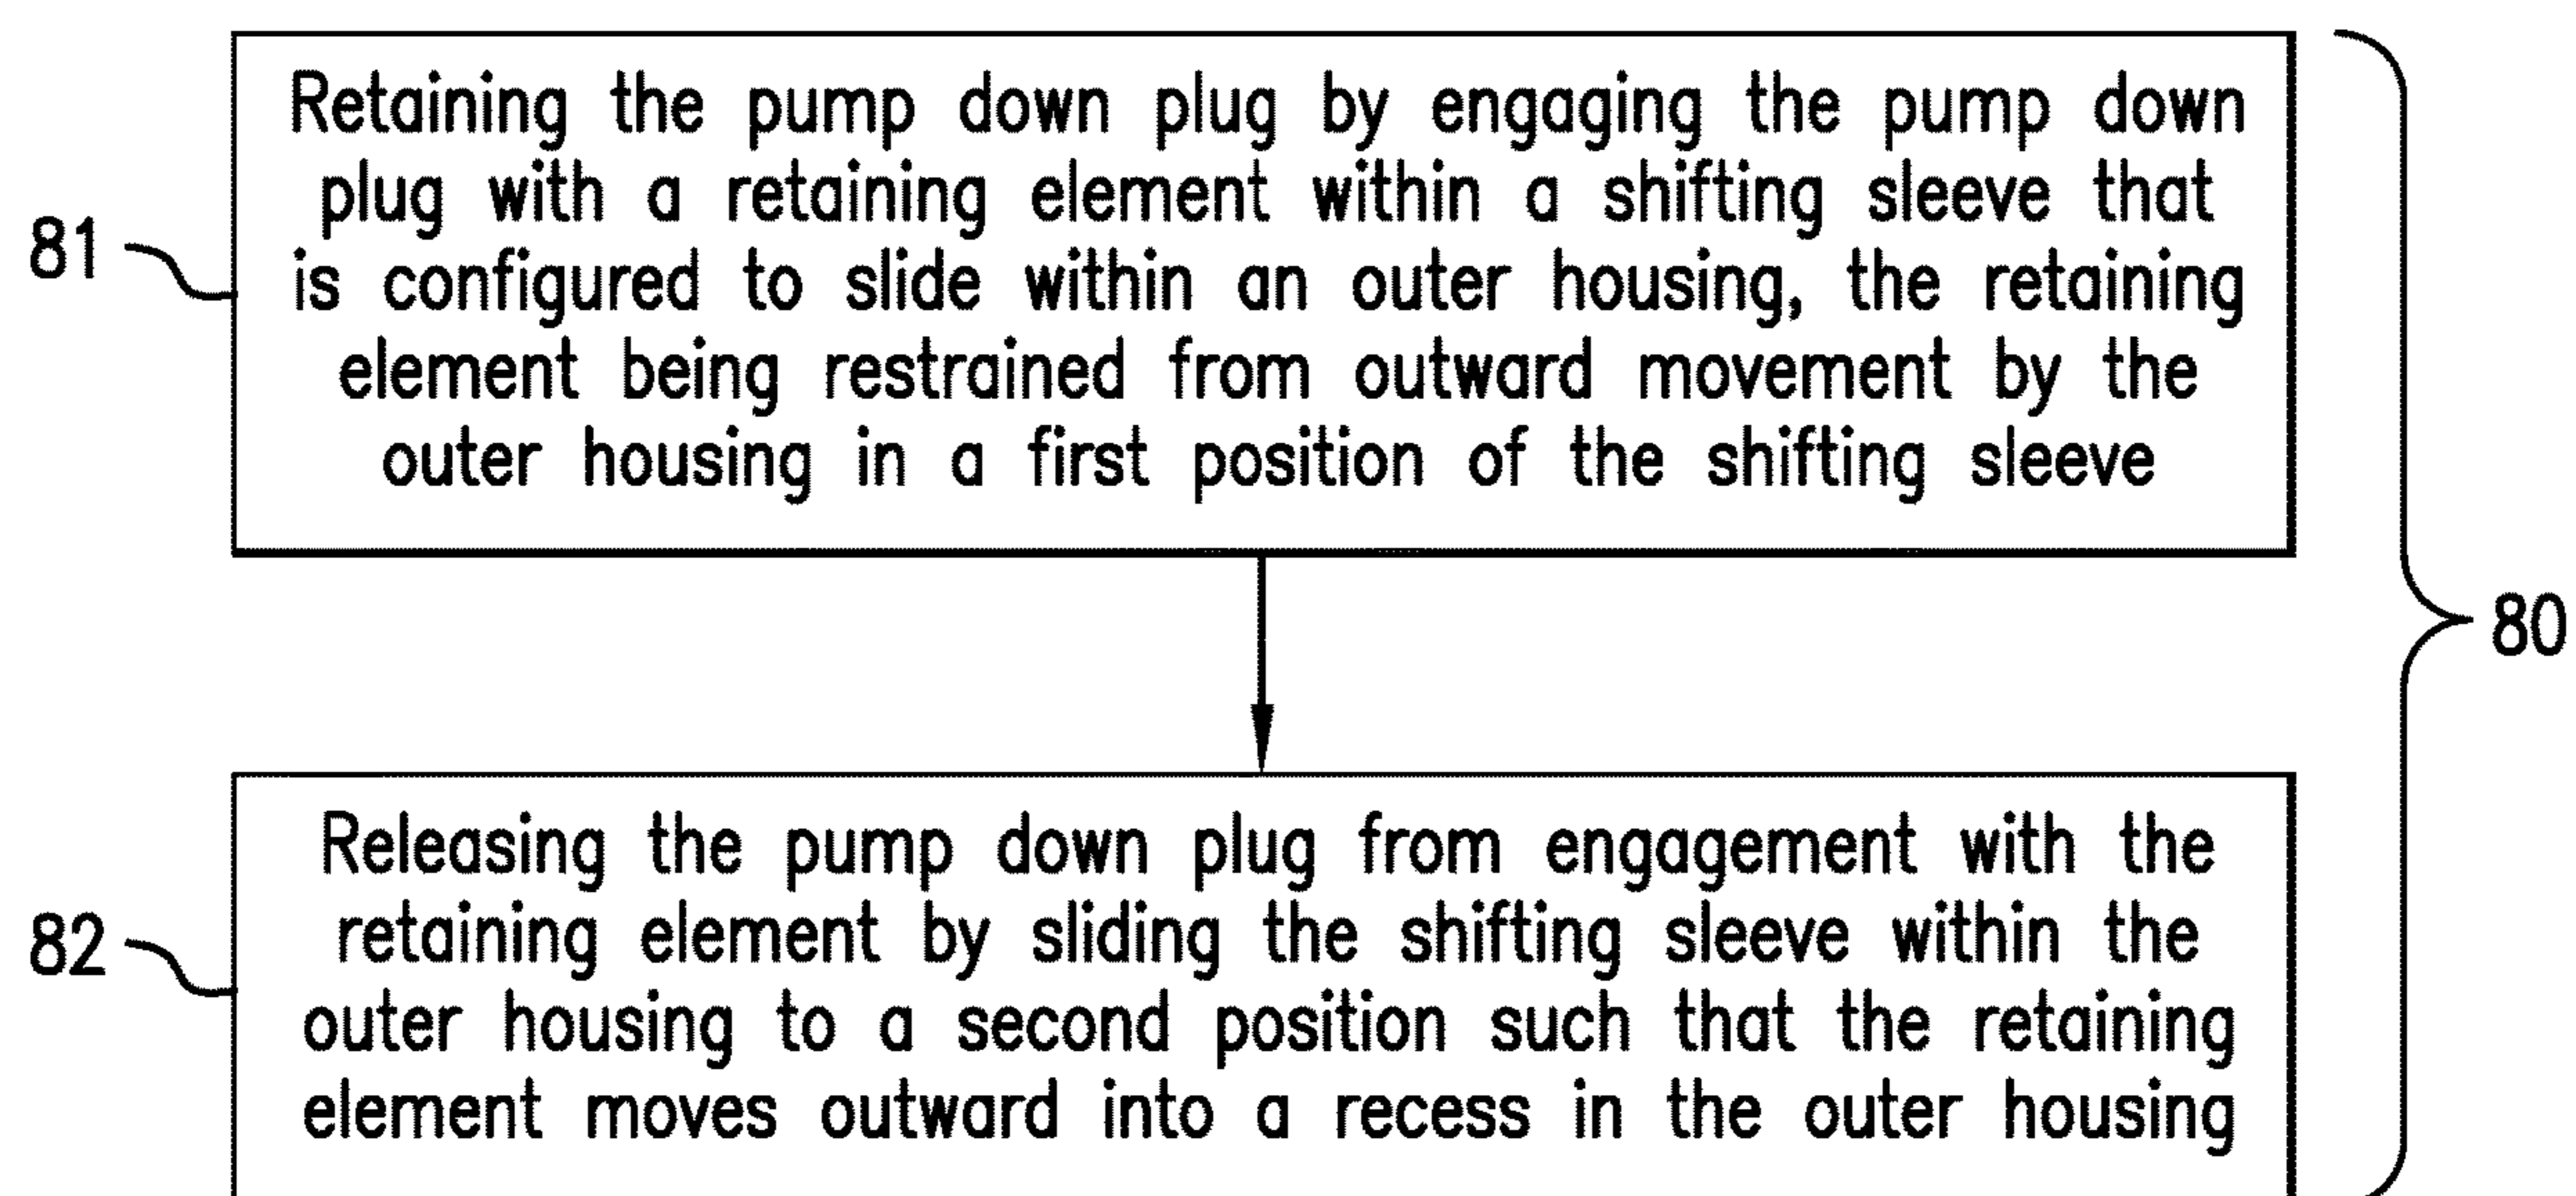 Retaining the pump down plug by engaging the pump down
plug with a retaining element within a shifting sleeve that
81
is configured to slide within an outer housing, the retaining
element being restrained from outward movement by the
outer housing in a first position of the shifting sleeve
80
Releasing the pump down plug from engagement with the
82
retaining element by sliding the shifting sleeve within the
outer housing to a second position such that the retaining
element moves outward into a recess in the outer housing